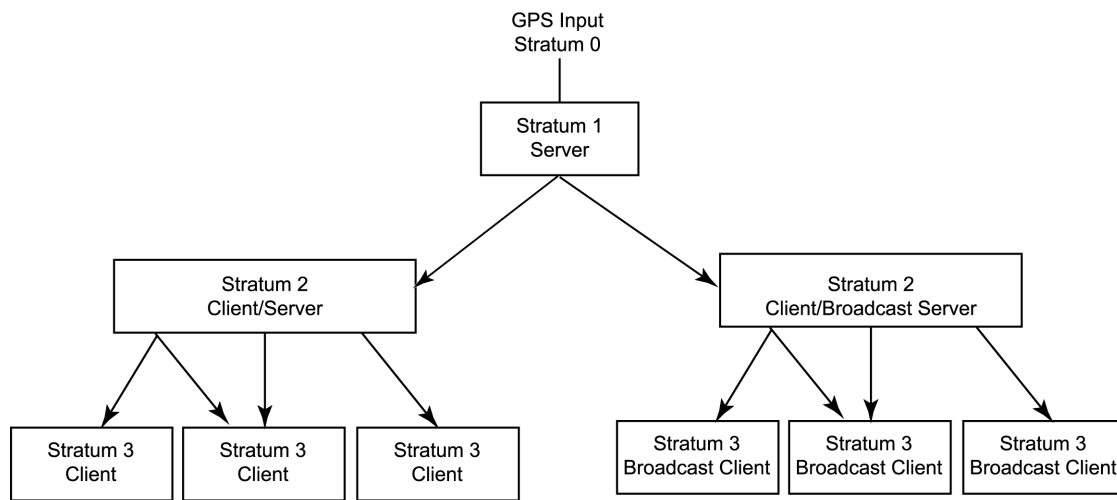 GPS Input
Stratum 0
Stratum 1
Server
Stratum 2
Client/Server
Stratum 2
Client/Broadcast Server
Stratum 3
Client
Stratum 3
Client
Stratum 3
Client
Stratum 3
Broadcast Client
Stratum 3
Broadcast Client
Stratum 3
Broadcast Client